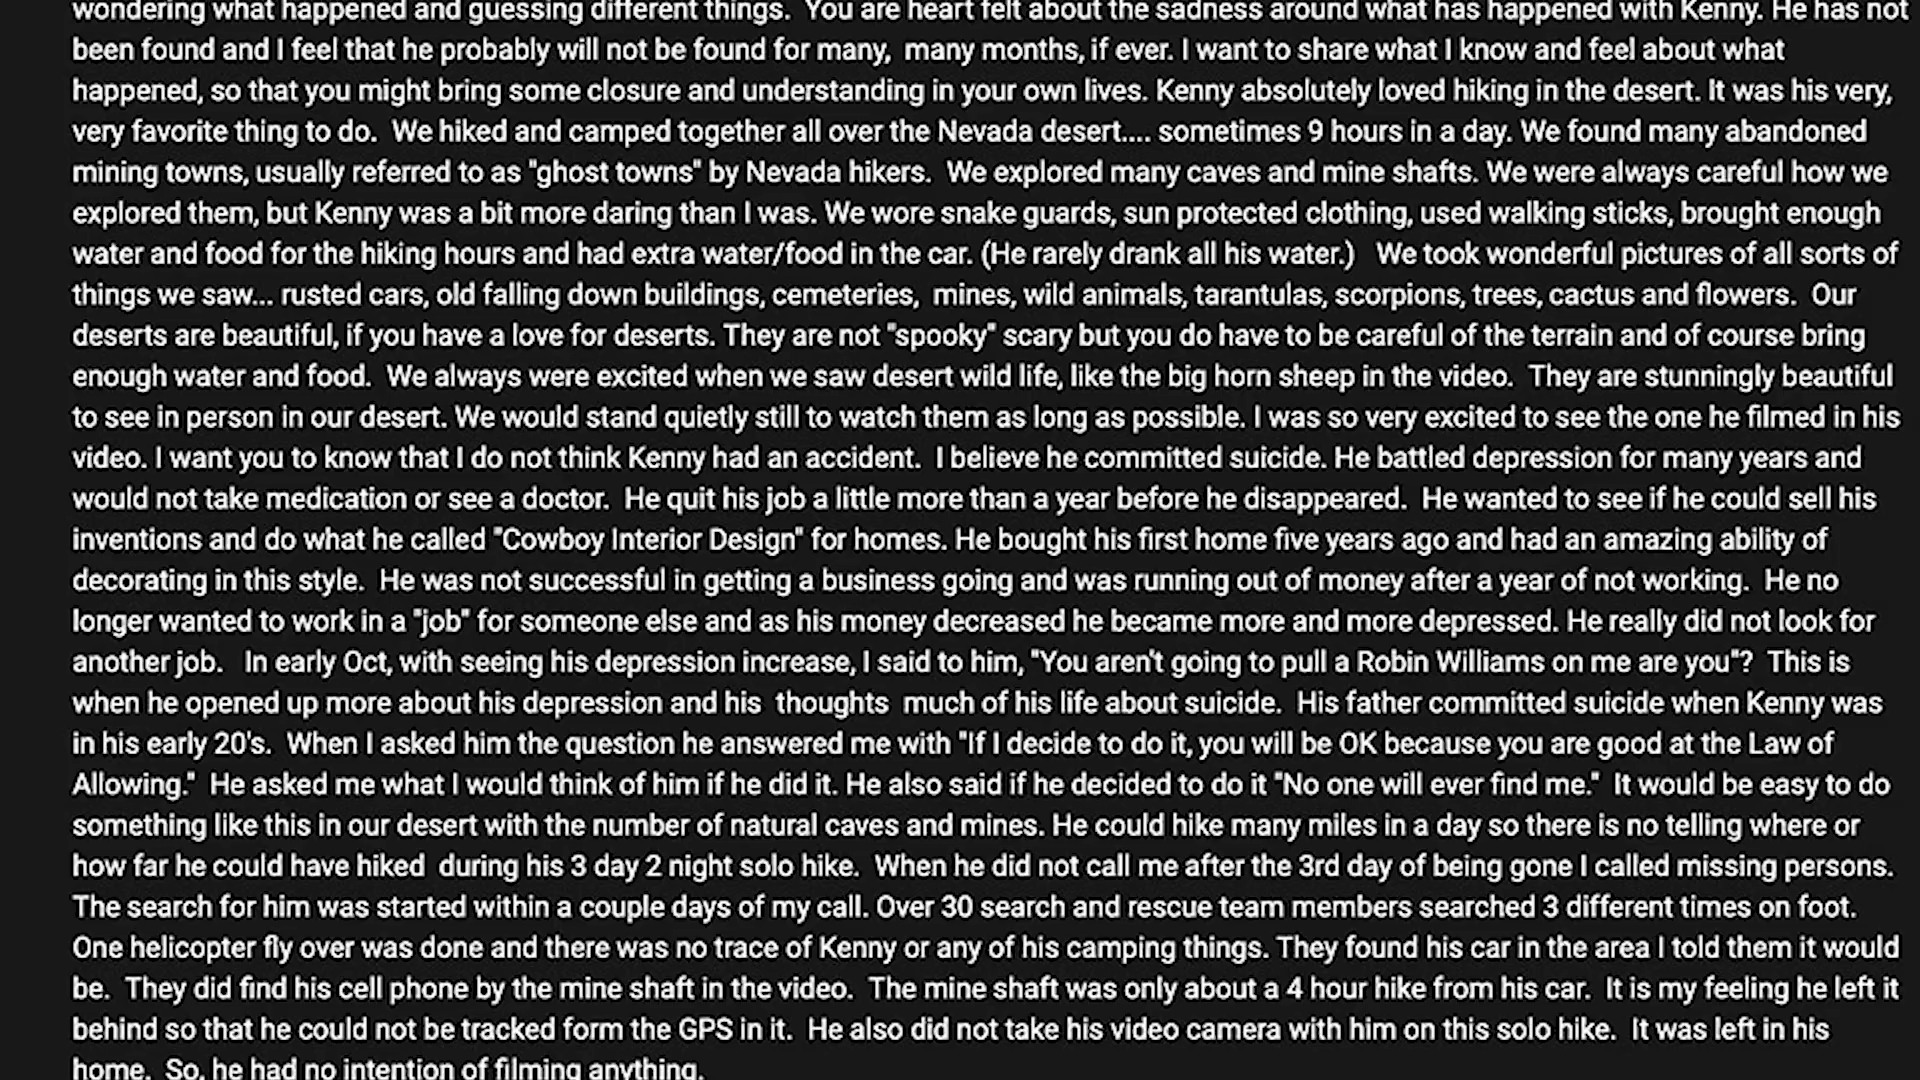 wondering what happened and guessing different things.  You are heart felt about the sadness around what has happened with Kenny. He has not
been found and I feel that he probably will not be found for many,  many months, if ever. I want to share what I know and feel about what
happened, so that you might bring some closure and understanding in your own lives. Kenny absolutely loved hiking in the desert. It was his very,
very favorite thing to do.  We hiked and camped together all over the Nevada desert.... sometimes 9 hours in a day. We found many abandoned
mining towns, usually referred to as "ghost towns" by Nevada hikers.  We explored many caves and mine shafts. We were always careful how we
explored them, but Kenny was a bit more daring than I was. We wore snake guards, sun protected clothing, used walking sticks, brought enough
water and food for the hiking hours and had extra water/food in the car. (He rarely drank all his water.)   We took wonderful pictures of all sorts of
things we saw... rusted cars, old falling down buildings, cemeteries,  mines, wild animals, tarantulas, scorpions, trees, cactus and flowers.  Our
deserts are beautiful, if you have a love for deserts. They are not "spooky" scary but you do have to be careful of the terrain and of course bring
enough water and food.  We always were excited when we saw desert wild life, like the big horn sheep in the video.  They are stunningly beautiful
to see in person in our desert. We would stand quietly still to watch them as long as possible. I was so very excited to see the one he filmed in his
video. I want you to know that I do not think Kenny had an accident.  I believe he committed suicide. He battled depression for many years and
would not take medication or see a doctor.  He quit his job a little more than a year before he disappeared.  He wanted to see if he could sell his
inventions and do what he called "Cowboy Interior Design" for homes. He bought his first home five years ago and had an amazing ability of
decorating in this style.  He was not successful in getting a business going and was running out of money after a year of not working.  He no
longer wanted to work in a "job" for someone else and as his money decreased he became more and more depressed. He really did not look for
another job.   In early Oct, with seeing his depression increase, I said to him, "You aren't going to pull a Robin Williams on me are you"?  This is
when he opened up more about his depression and his  thoughts  much of his life about suicide.  His father committed suicide when Kenny was
in his early 20's.  When I asked him the question he answered me with "If I decide to do it, you will be OK because you are good at the Law of
Allowing."  He asked me what I would think of him if he did it. He also said if he decided to do it "No one will ever find me."  It would be easy to do
something like this in our desert with the number of natural caves and mines. He could hike many miles in a day so there is no telling where or
how far he could have hiked  during his 3 day 2 night solo hike.  When he did not call me after the 3rd day of being gone I called missing persons.
The search for him was started within a couple days of my call. Over 30 search and rescue team members searched 3 different times on foot.
One helicopter fly over was done and there was no trace of Kenny or any of his camping things. They found his car in the area I told them it would
be.  They did find his cell phone by the mine shaft in the video.  The mine shaft was only about a 4 hour hike from his car.  It is my feeling he left it
behind so that he could not be tracked form the GPS in it.  He also did not take his video camera with him on this solo hike.  It was left in his
home.  So, he had no intention of filming anything.